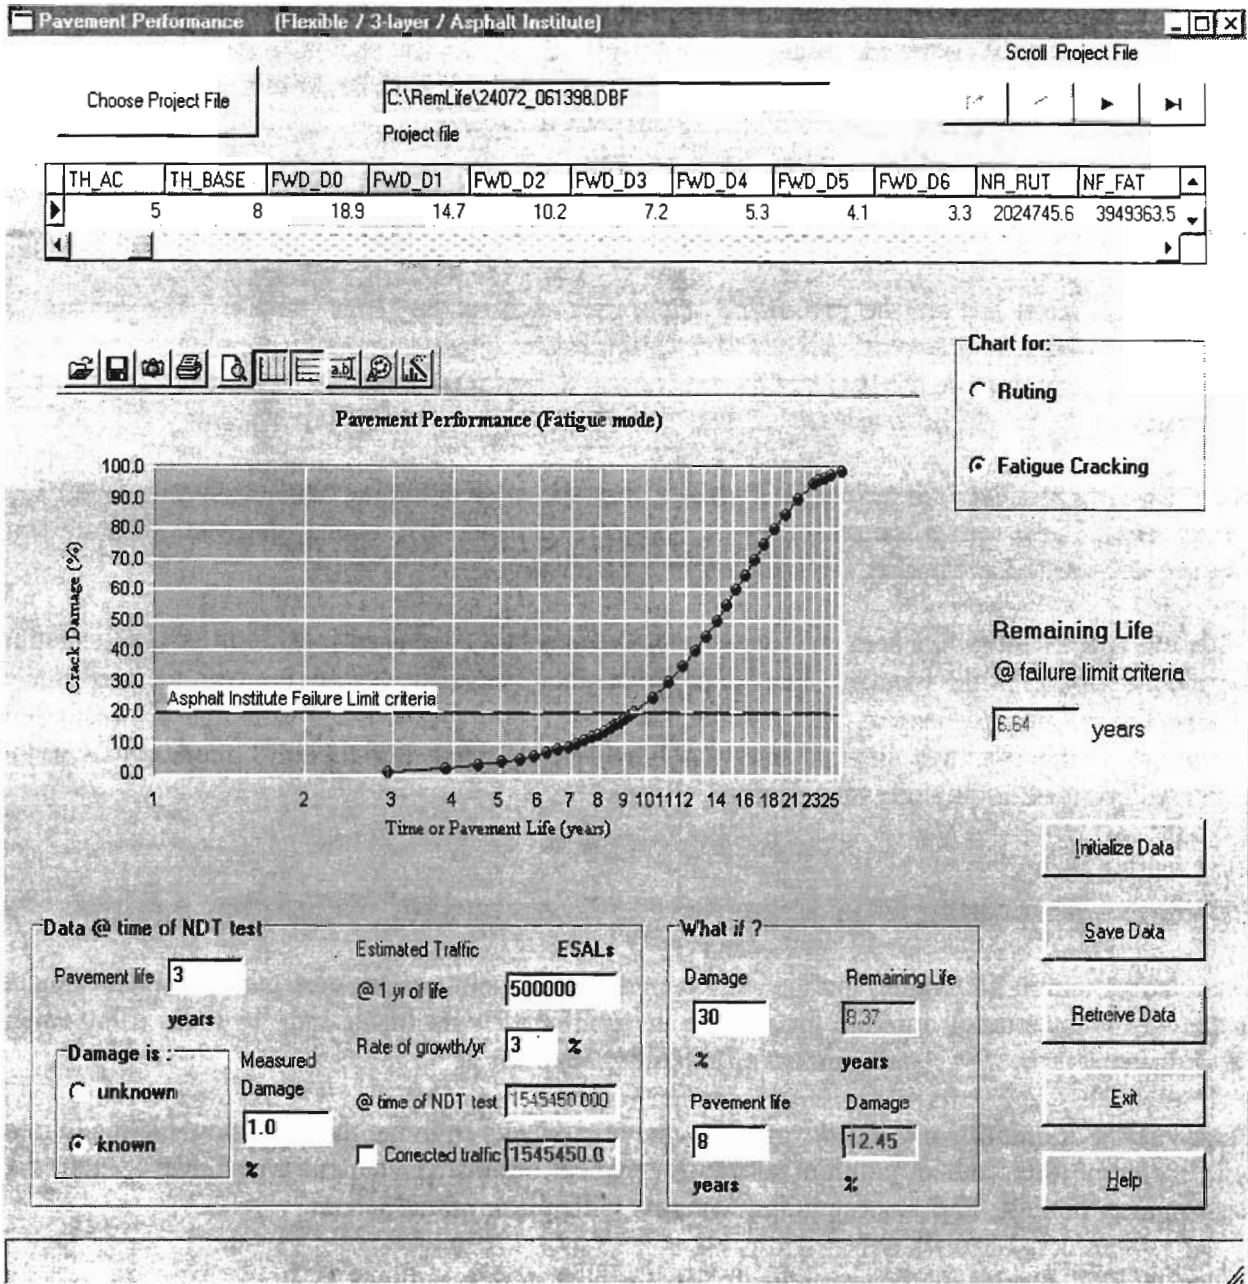 Pavement Performance (Flexible / 3-layer / Asphalt Institute)
Scroll Project File
Choose Project File
C:\RemLife\24072_061398.DBF
Project file
TH_AC TH_BASE FWD_D0 FWD_D1 FWD_D2 FWD_D3 FWD_D4 FWD_D5 FWD_D6 NR_RUT NF_FAT
5 8 18.9 14.7 10.2 7.2 5.3 4.1 3.3 2024745.6 3949363.5
a.b
Chart for:
Ruting
Fatigue Cracking
Pavement Performance (Fatigue mode)
100.0
90.0
80.0
70.0
60.0
50.0
40.0
30.0
20.0
10.0
0.0
Crack Damage (%)
Asphalt Institute Failure Limit criteria
1 2 3 4 5 6 7 8 9 101112 14 16 18212325
Time or Pavement Life (years)
Remaining Life
@ failure limit criteria
6.64 years
Initialize Data
Save Data
Retreive Data
Exit
Help
Data @ time of NDT test
Pavement life 3
years
Damage is :
unknown
known
Measured
Damage
1.0
%
Estimated Traffic ESALs
@ 1 yr of life 500000
Rate of growth/yr 3 %
@ time of NDT test 1545450.000
Corrected traffic 1545450.0
What if ?
Damage Remaining Life
30 8.37
% years
Pavement life Damage
8 12.45
years %